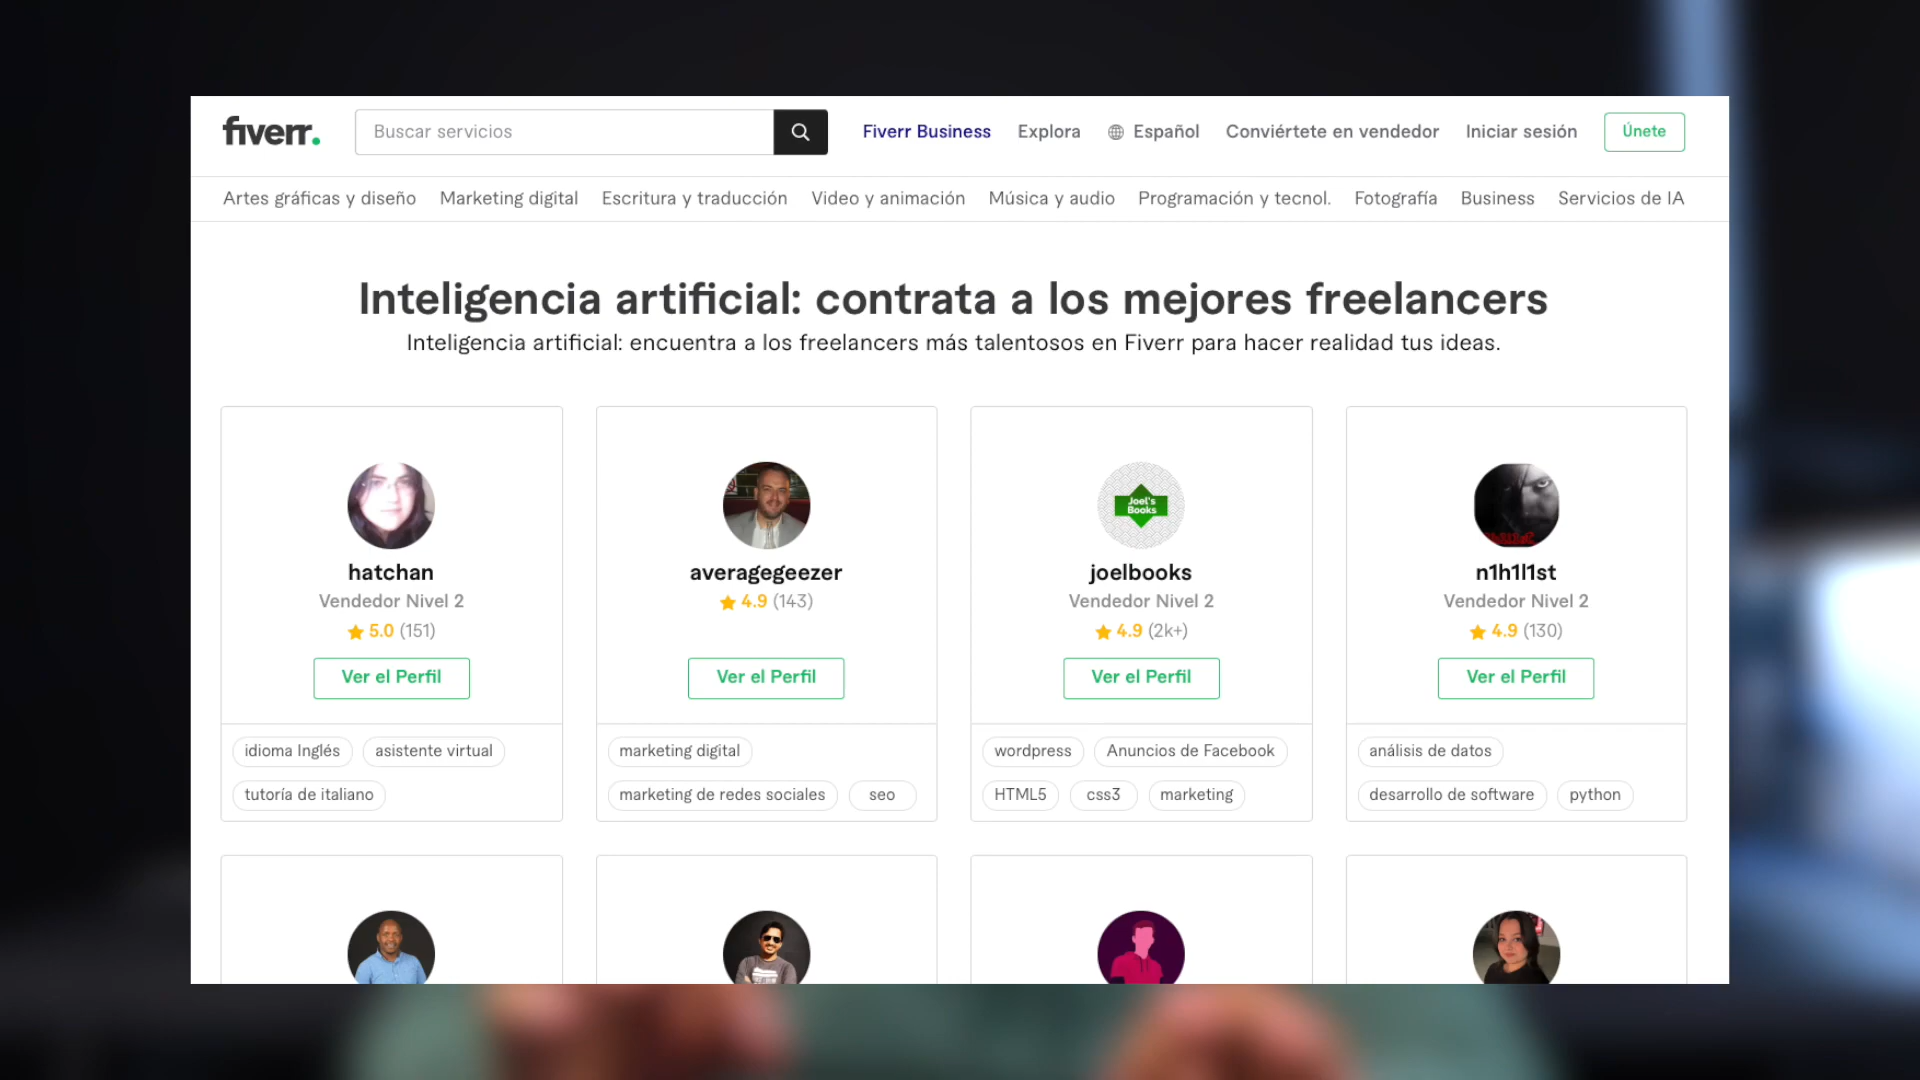 fiverr.
Buscar servicios
Fiverr Business
Explora
Español
Conviértete en vendedor
Iniciar sesión
Únete
Artes gráficas y diseño
Marketing digital
Escritura y traducción
Video y animación
Música y audio
Programación y tecnol.
Fotografía
Business
Servicios de IA
Inteligencia artificial: contrata a los mejores freelancers
Inteligencia artificial: encuentra a los freelancers más talentosos en Fiverr para hacer realidad tus ideas.
hatchan
Vendedor Nivel 2
5.0 (151)
Ver el Perfil
idioma Inglés
asistente virtual
tutoría de italiano
averagegeezer
4.9 (143)
Ver el Perfil
marketing digital
marketing de redes sociales
seo
Joel's
Books
joelbooks
Vendedor Nivel 2
4.9 (2k+)
Ver el Perfil
wordpress
Anuncios de Facebook
HTML5
css3
marketing
n1h1l1st
Vendedor Nivel 2
4.9 (130)
Ver el Perfil
análisis de datos
desarrollo de software
python